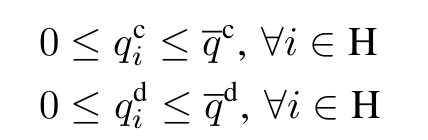 0 ≤ q_i^c ≤ q̅^c, ∀i ∈ H
0 ≤ q_i^d ≤ q̅^d, ∀i ∈ H